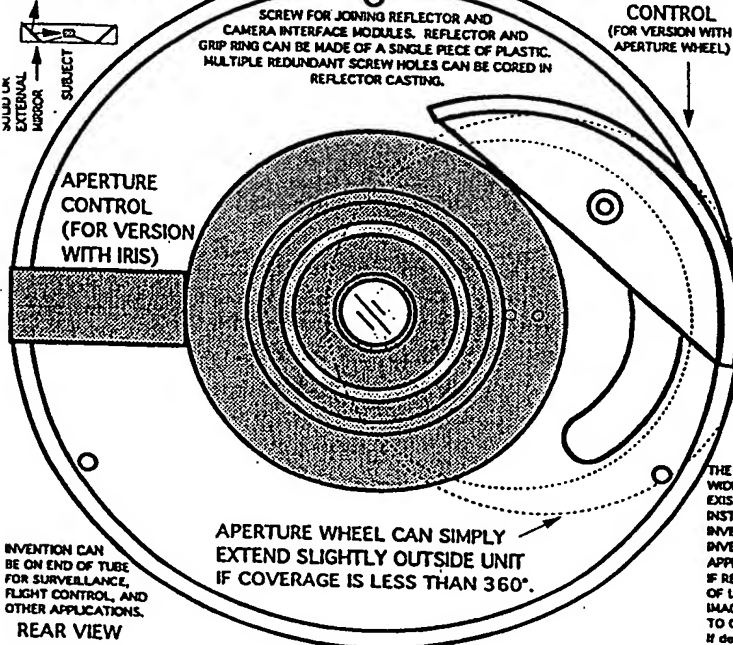 SCREW FOR JOINING REFLECTOR AND
CAMERA INTERFACE MODULES. REFLECTOR AND
GRIP RING CAN BE MADE OF A SINGLE PIECE OF PLASTIC.
MULTIPLE REDUNDANT SCREW HOLES CAN BE CORED IN
REFLECTOR CASTING.
CONTROL
(FOR VERSION WITH
APERTURE WHEEL)
EXTERNAL
MIRROR
SUBJECT
APERTURE
CONTROL
(FOR VERSION
WITH IRIS)
APERTURE WHEEL CAN SIMPLY
EXTEND SLIGHTLY OUTSIDE UNIT
IF COVERAGE IS LESS THAN 360°.
INVENTION CAN
BE ON END OF TUBE
FOR SURVEILLANCE,
FLIGHT CONTROL, AND
OTHER APPLICATIONS.
REAR VIEW
THE
IF
OF
TO
If